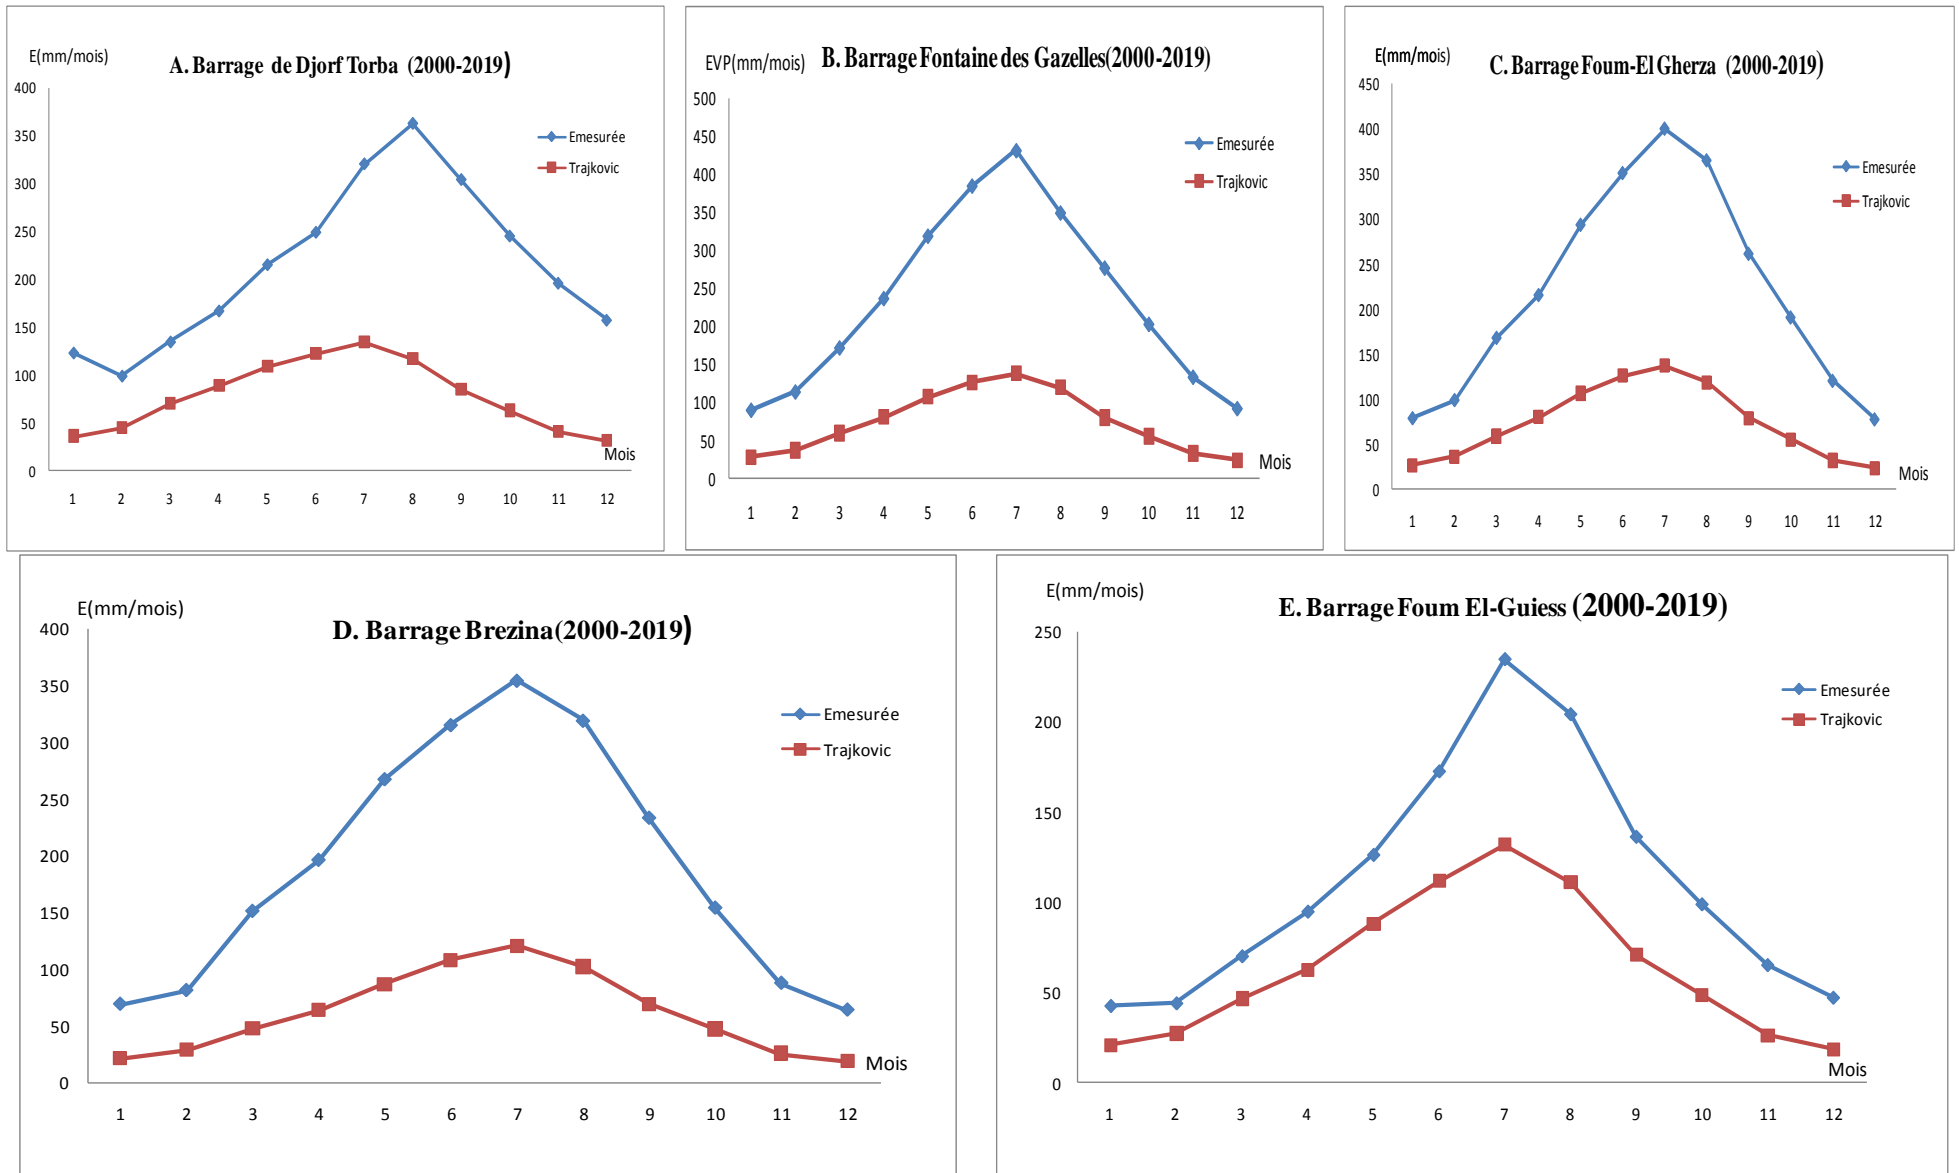 E(mm/mois)
A. Barrage de Djorf Torba (2000-2019)
400
350
300
250
200
150
100
50
0
Emesurée
Trajkovic
Mois
1 2 3 4 5 6 7 8 9 10 11 12
EVP(mm/mois)
B. Barrage Fontaine des Gazelles(2000-2019)
500
450
400
350
300
250
200
150
100
50
0
Emesurée
Trajkovic
Mois
1 2 3 4 5 6 7 8 9 10 11 12
E(mm/mois)
C. Barrage Foum-El Gherza (2000-2019)
450
400
350
300
250
200
150
100
50
0
Emesurée
Trajkovic
Mois
1 2 3 4 5 6 7 8 9 10 11 12
E(mm/mois)
D. Barrage Brezina(2000-2019)
400
350
300
250
200
150
100
50
0
Emesurée
Trajkovic
Mois
1 2 3 4 5 6 7 8 9 10 11 12
E(mm/mois)
E. Barrage Foum El-Guiess (2000-2019)
250
200
150
100
50
0
Emesurée
Trajkovic
Mois
1 2 3 4 5 6 7 8 9 10 11 12